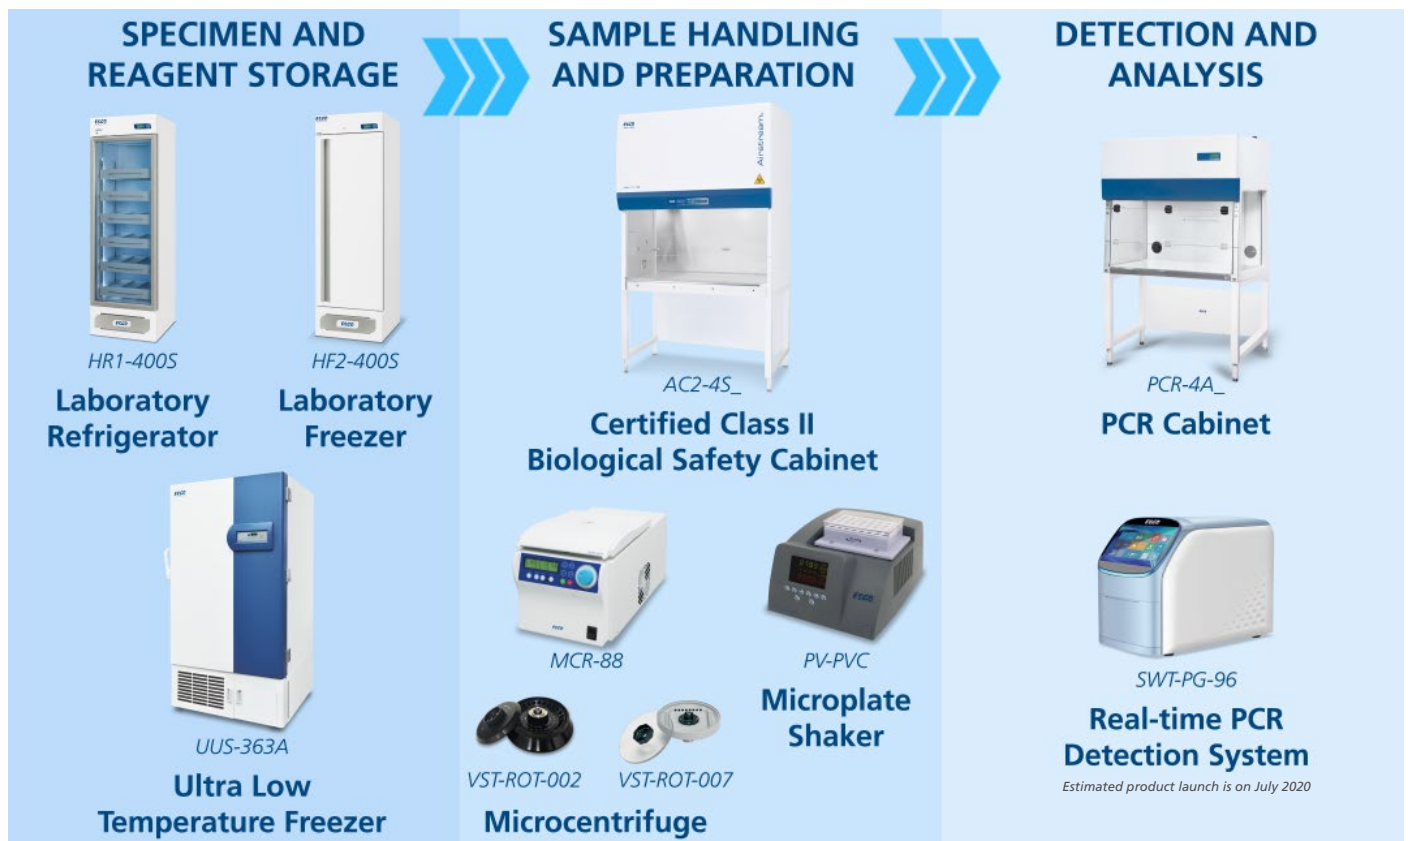 SPECIMEN AND
REAGENT STORAGE
HR1-400S
Laboratory
Refrigerator
HF2-400S
Laboratory
Freezer
UUS-363A
Ultra Low
Temperature Freezer
SAMPLE HANDLING
AND PREPARATION
Airstream
AC2-4S_
Certified Class II
Biological Safety Cabinet
MCR-88
VST-ROT-002
VST-ROT-007
Microcentrifuge
PV-PVC
Microplate
Shaker
DETECTION AND
ANALYSIS
PCR-4A_
PCR Cabinet
SWT-PG-96
Real-time PCR
Detection System
Estimated product launch is on July 2020